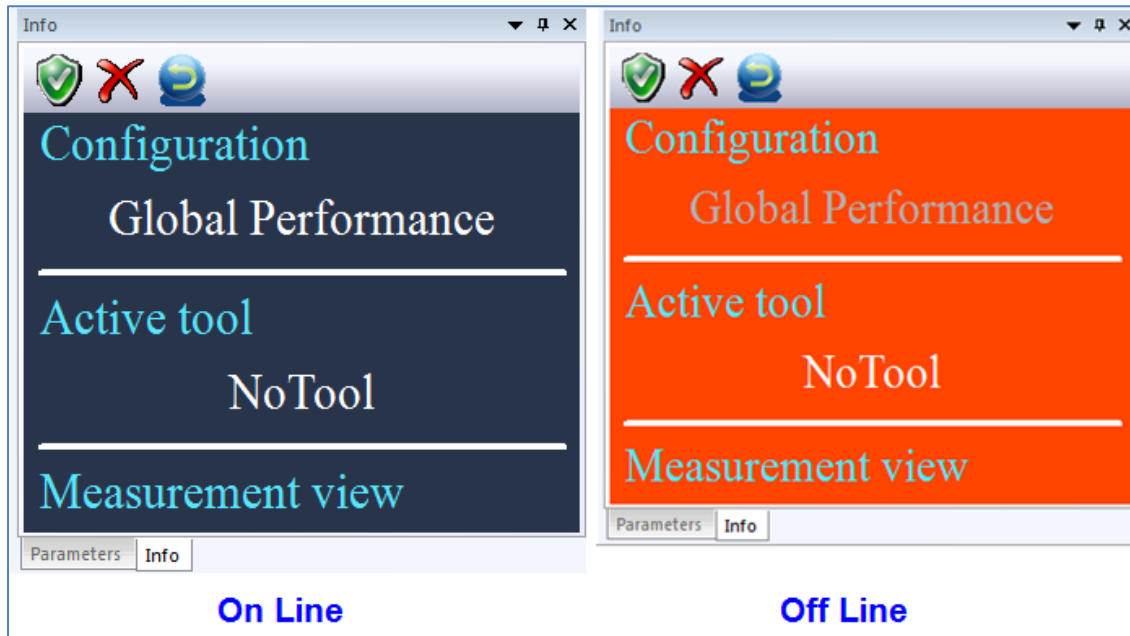 Info
Configuration
Global Performance
Active tool
NoTool
Measurement view
Parameters Info
On Line
Info
Configuration
Global Performance
Active tool
NoTool
Measurement view
Parameters Info
Off Line